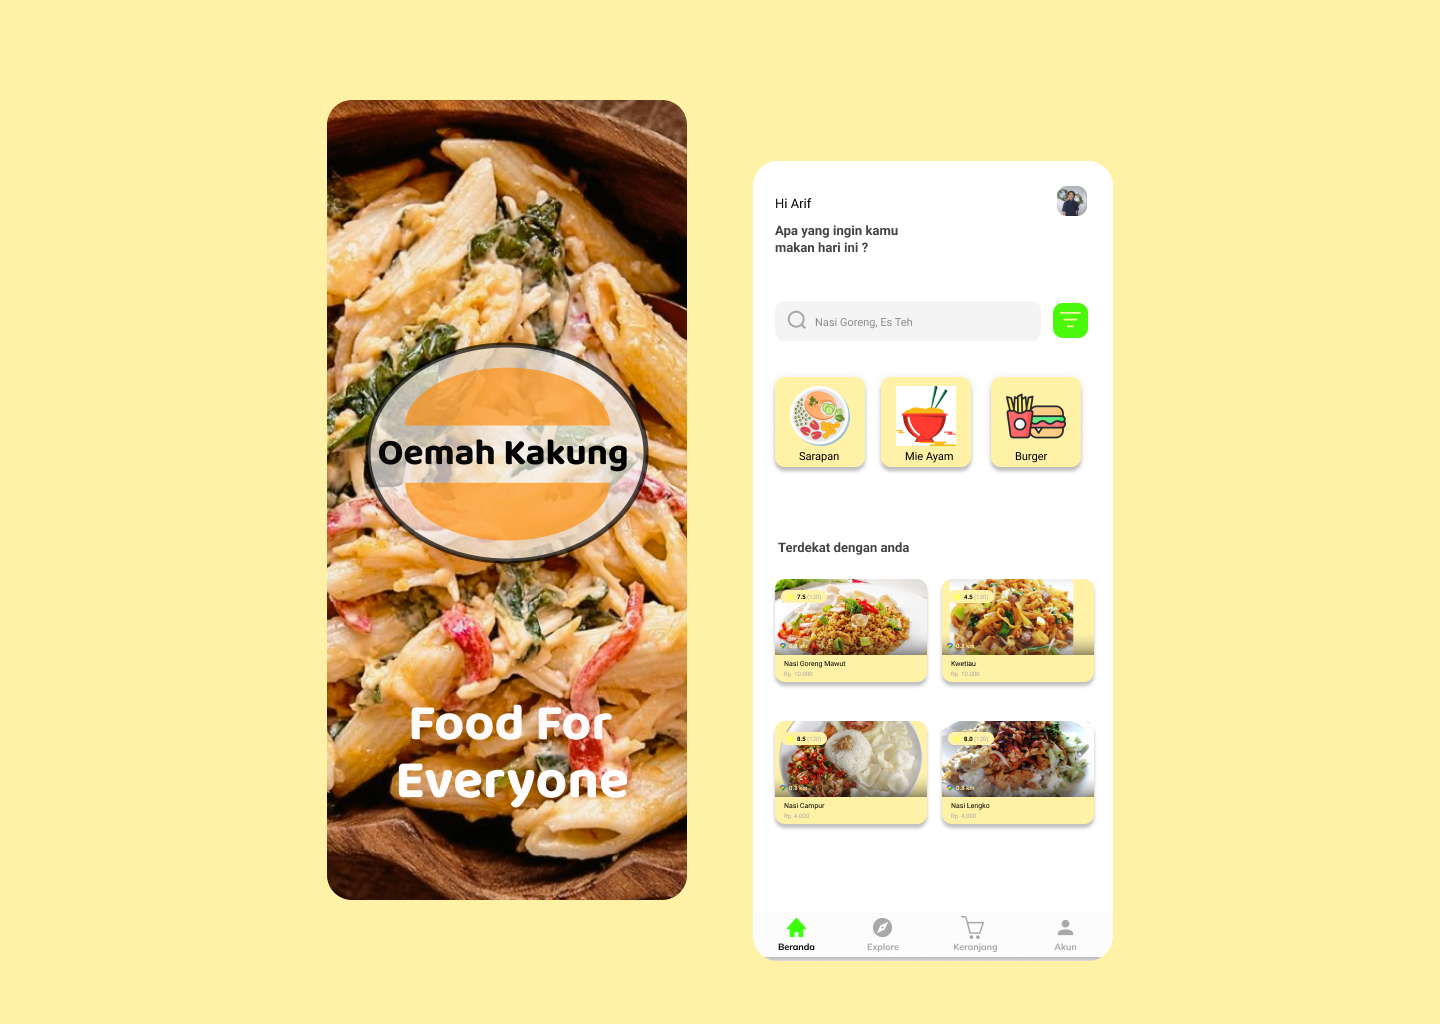 Oemah Kakung
Food For
Everyone
Hi Arif
Apa yang ingin kamu
makan hari ini ?
Nasi Goreng, Es Teh
Sarapan
Mie Ayam
Burger
Terdekat dengan anda
7.5 (120)
0.8 km
Nasi Goreng Mawut
Rp. 10.000
4.5 (120)
0.3 km
Kwetiau
Rp. 10.000
8.5 (120)
0.8 km
Nasi Campur
Rp. 4.000
8.0 (120)
0.8 km
Nasi Lengko
Rp. 4.000
Beranda
Explore
Keranjang
Akun